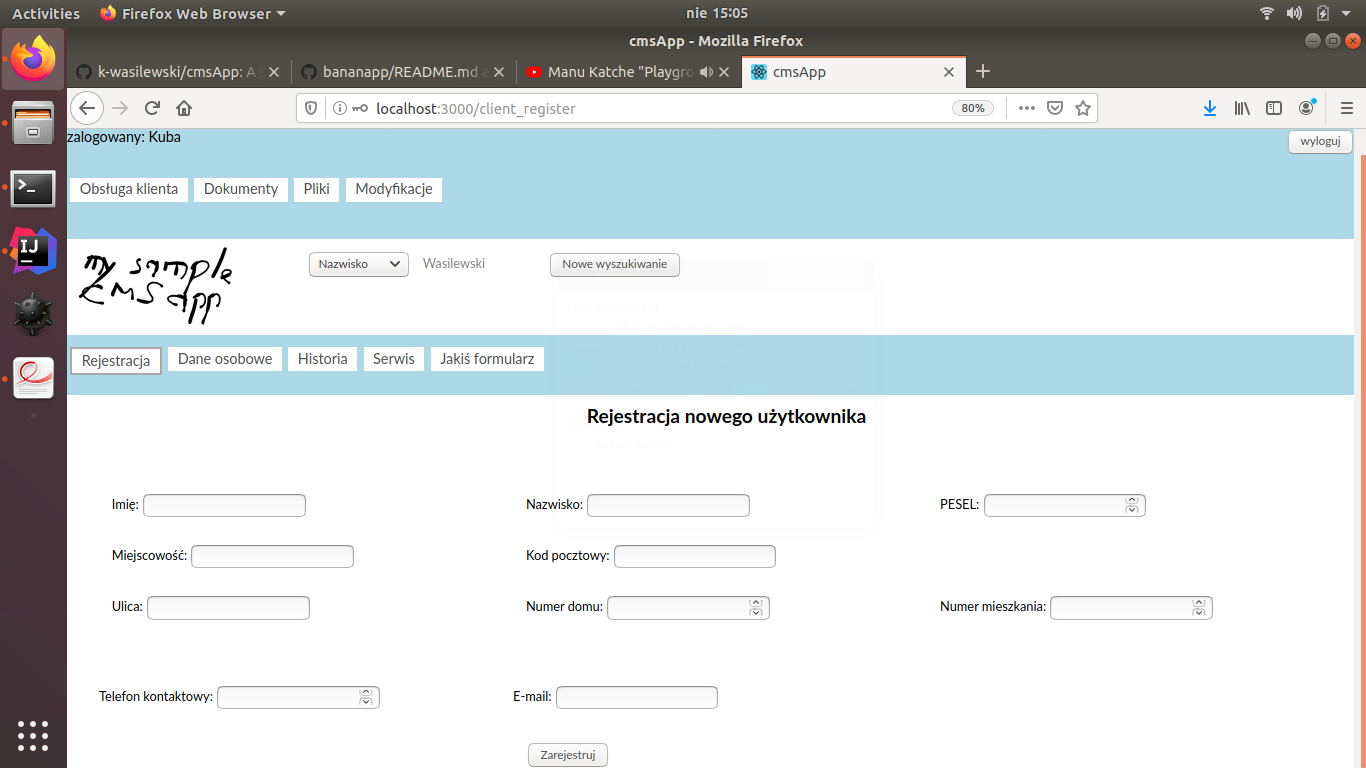 Activities Firefox Web Browser nie 15:05
cmsApp - Mozilla Firefox
k-wasilewski/cmsApp: A bananapp/README.md a Manu Katche "Playgro cmsApp
localhost:3000/client_register 80%
zalogowany: Kuba wyloguj
Obsługa klienta Dokumenty Pliki Modyfikacje
my sample
CMS app
Nazwisko Wasilewski Nowe wyszukiwanie
Rejestracja Dane osobowe Historia Serwis Jakiś formularz
Rejestracja nowego użytkownika
Imię: Nazwisko: PESEL:
Miejscowość: Kod pocztowy:
Ulica: Numer domu: Numer mieszkania:
Telefon kontaktowy: E-mail:
Zarejestruj